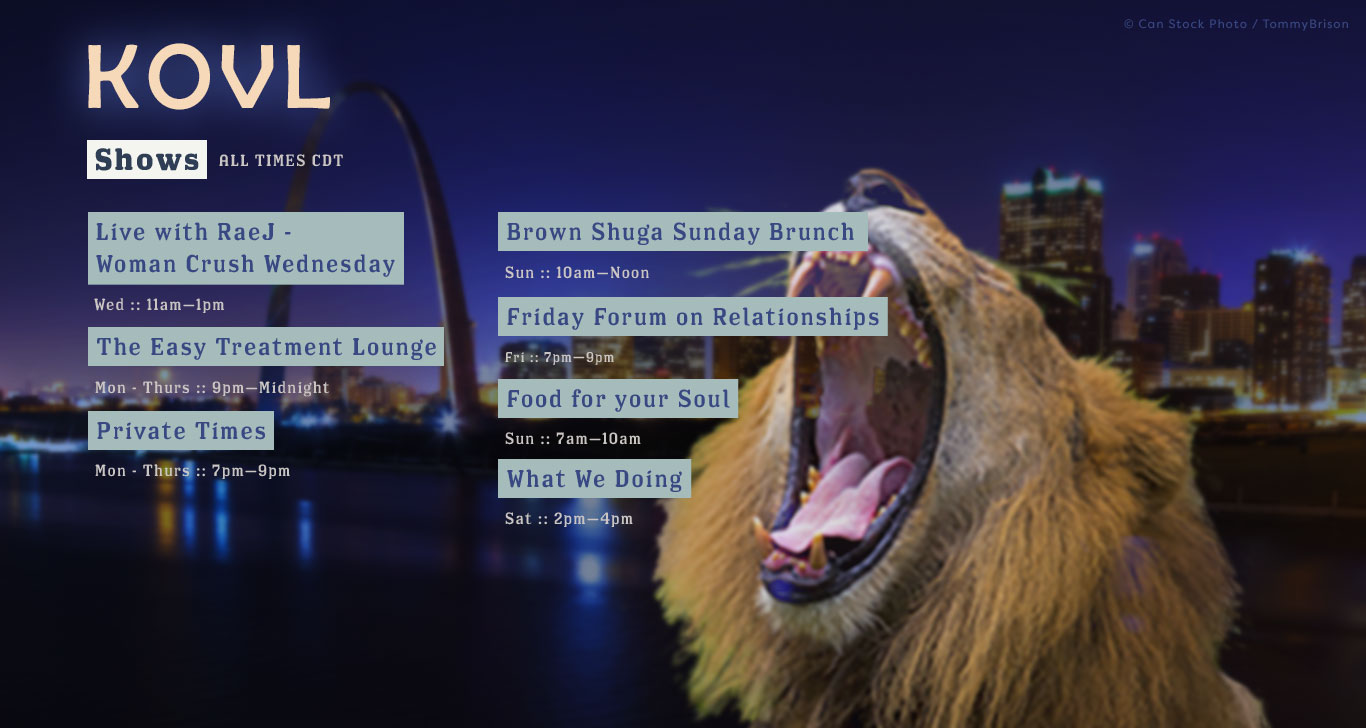 © Can Stock Photo / TommyBrison
KOVL
Shows ALL TIMES CDT
Live with RaeJ -
Woman Crush Wednesday
Wed :: 11am—1pm
The Easy Treatment Lounge
Mon - Thurs :: 9pm—Midnight
Private Times
Mon - Thurs :: 7pm—9pm
Brown Shuga Sunday Brunch
Sun :: 10am—Noon
Friday Forum on Relationships
Fri :: 7pm—9pm
Food for your Soul
Sun :: 7am—10am
What We Doing
Sat :: 2pm—4pm